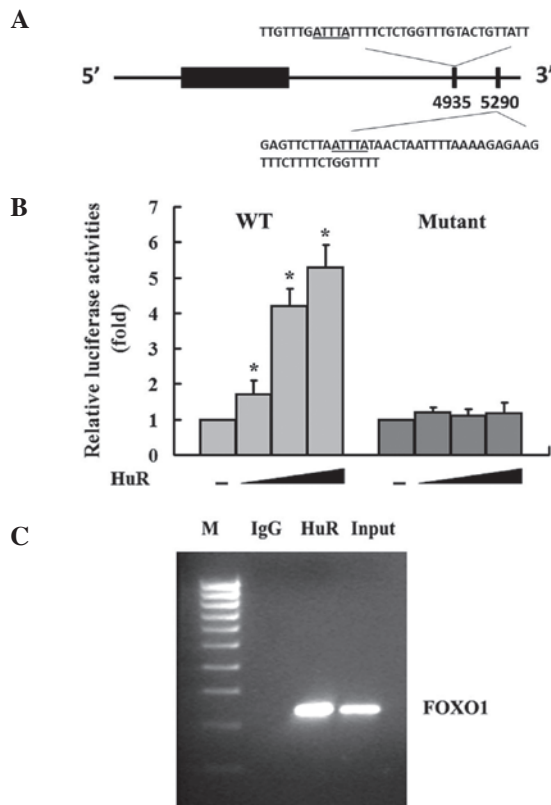 A
TTGTTTGATTTATTTTCTCTGGTTTGTACTGTTATT
5’ 3’
4935 5290
GAGTTCTTAATTTATAACTAATTTTAAAAGAGAAG
TTTCTTTTCTGGTTTT
B
Relative luciferase activities
(fold)
7
6
5
4
3
2
1
0
WT Mutant
* * *
HuR – –
C
M IgG HuR Input
FOXO1